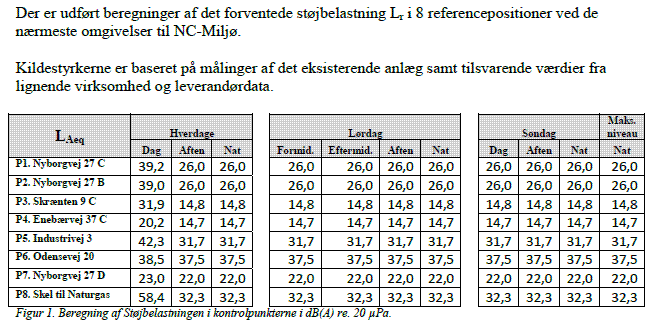 Der er udført beregninger af det forventede støjbelastning Lr i 8 referencepositioner ved de
nærmeste omgivelser til NC-Miljø.
Kildestyrkerne er baseret på målinger af det eksisterende anlæg samt tilsvarende værdier fra
lignende virksomhed og leverandørdata.
LAeq Hverdage Lørdag Søndag Maks. niveau
Dag Aften Nat Formid. Eftermid. Aften Nat Dag Aften Nat Nat
P1. Nyborgvej 27 C 39,2 26,0 26,0 26,0 26,0 26,0 26,0 26,0 26,0 26,0 26,0
P2. Nyborgvej 27 B 39,0 26,0 26,0 26,0 26,0 26,0 26,0 26,0 26,0 26,0 26,0
P3. Skrænten 9 C 31,9 14,8 14,8 14,8 14,8 14,8 14,8 14,8 14,8 14,8 14,8
P4. Enebærvej 37 C 20,2 14,7 14,7 14,7 14,7 14,7 14,7 14,7 14,7 14,7 14,7
P5. Industrivej 3 42,3 31,7 31,7 31,7 31,7 31,7 31,7 31,7 31,7 31,7 31,7
P6. Odensevej 20 38,5 37,5 37,5 37,5 37,5 37,5 37,5 37,5 37,5 37,5 37,5
P7. Nyborgvej 27 D 23,0 22,0 22,0 22,0 22,0 22,0 22,0 22,0 22,0 22,0 22,0
P8. Skel til Naturgas 58,4 32,3 32,3 32,3 32,3 32,3 32,3 32,3 32,3 32,3 32,3
Figur 1. Beregning af Støjbelastningen i kontrolpunkterne i dB(A) re. 20 µPa.